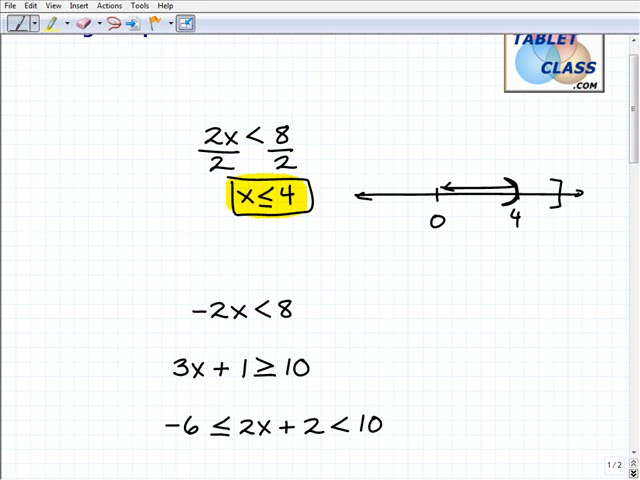 File Edit View Insert Actions Tools Help
TABLET
CLASS
.COM
2x < 8
2 2
x ≤ 4
0 4
-2x < 8
3x + 1 ≥ 10
-6 ≤ 2x + 2 < 10
1 / 2